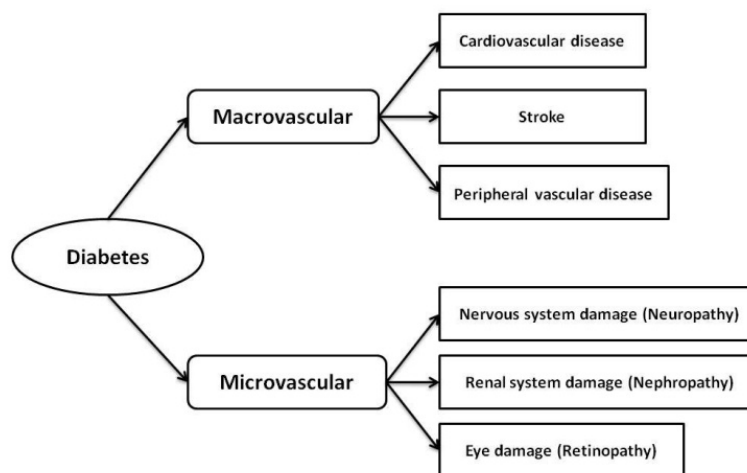 Cardiovascular disease
Macrovascular
Stroke
Peripheral vascular disease
Diabetes
Nervous system damage (Neuropathy)
Microvascular
Renal system damage (Nephropathy)
Eye damage (Retinopathy)